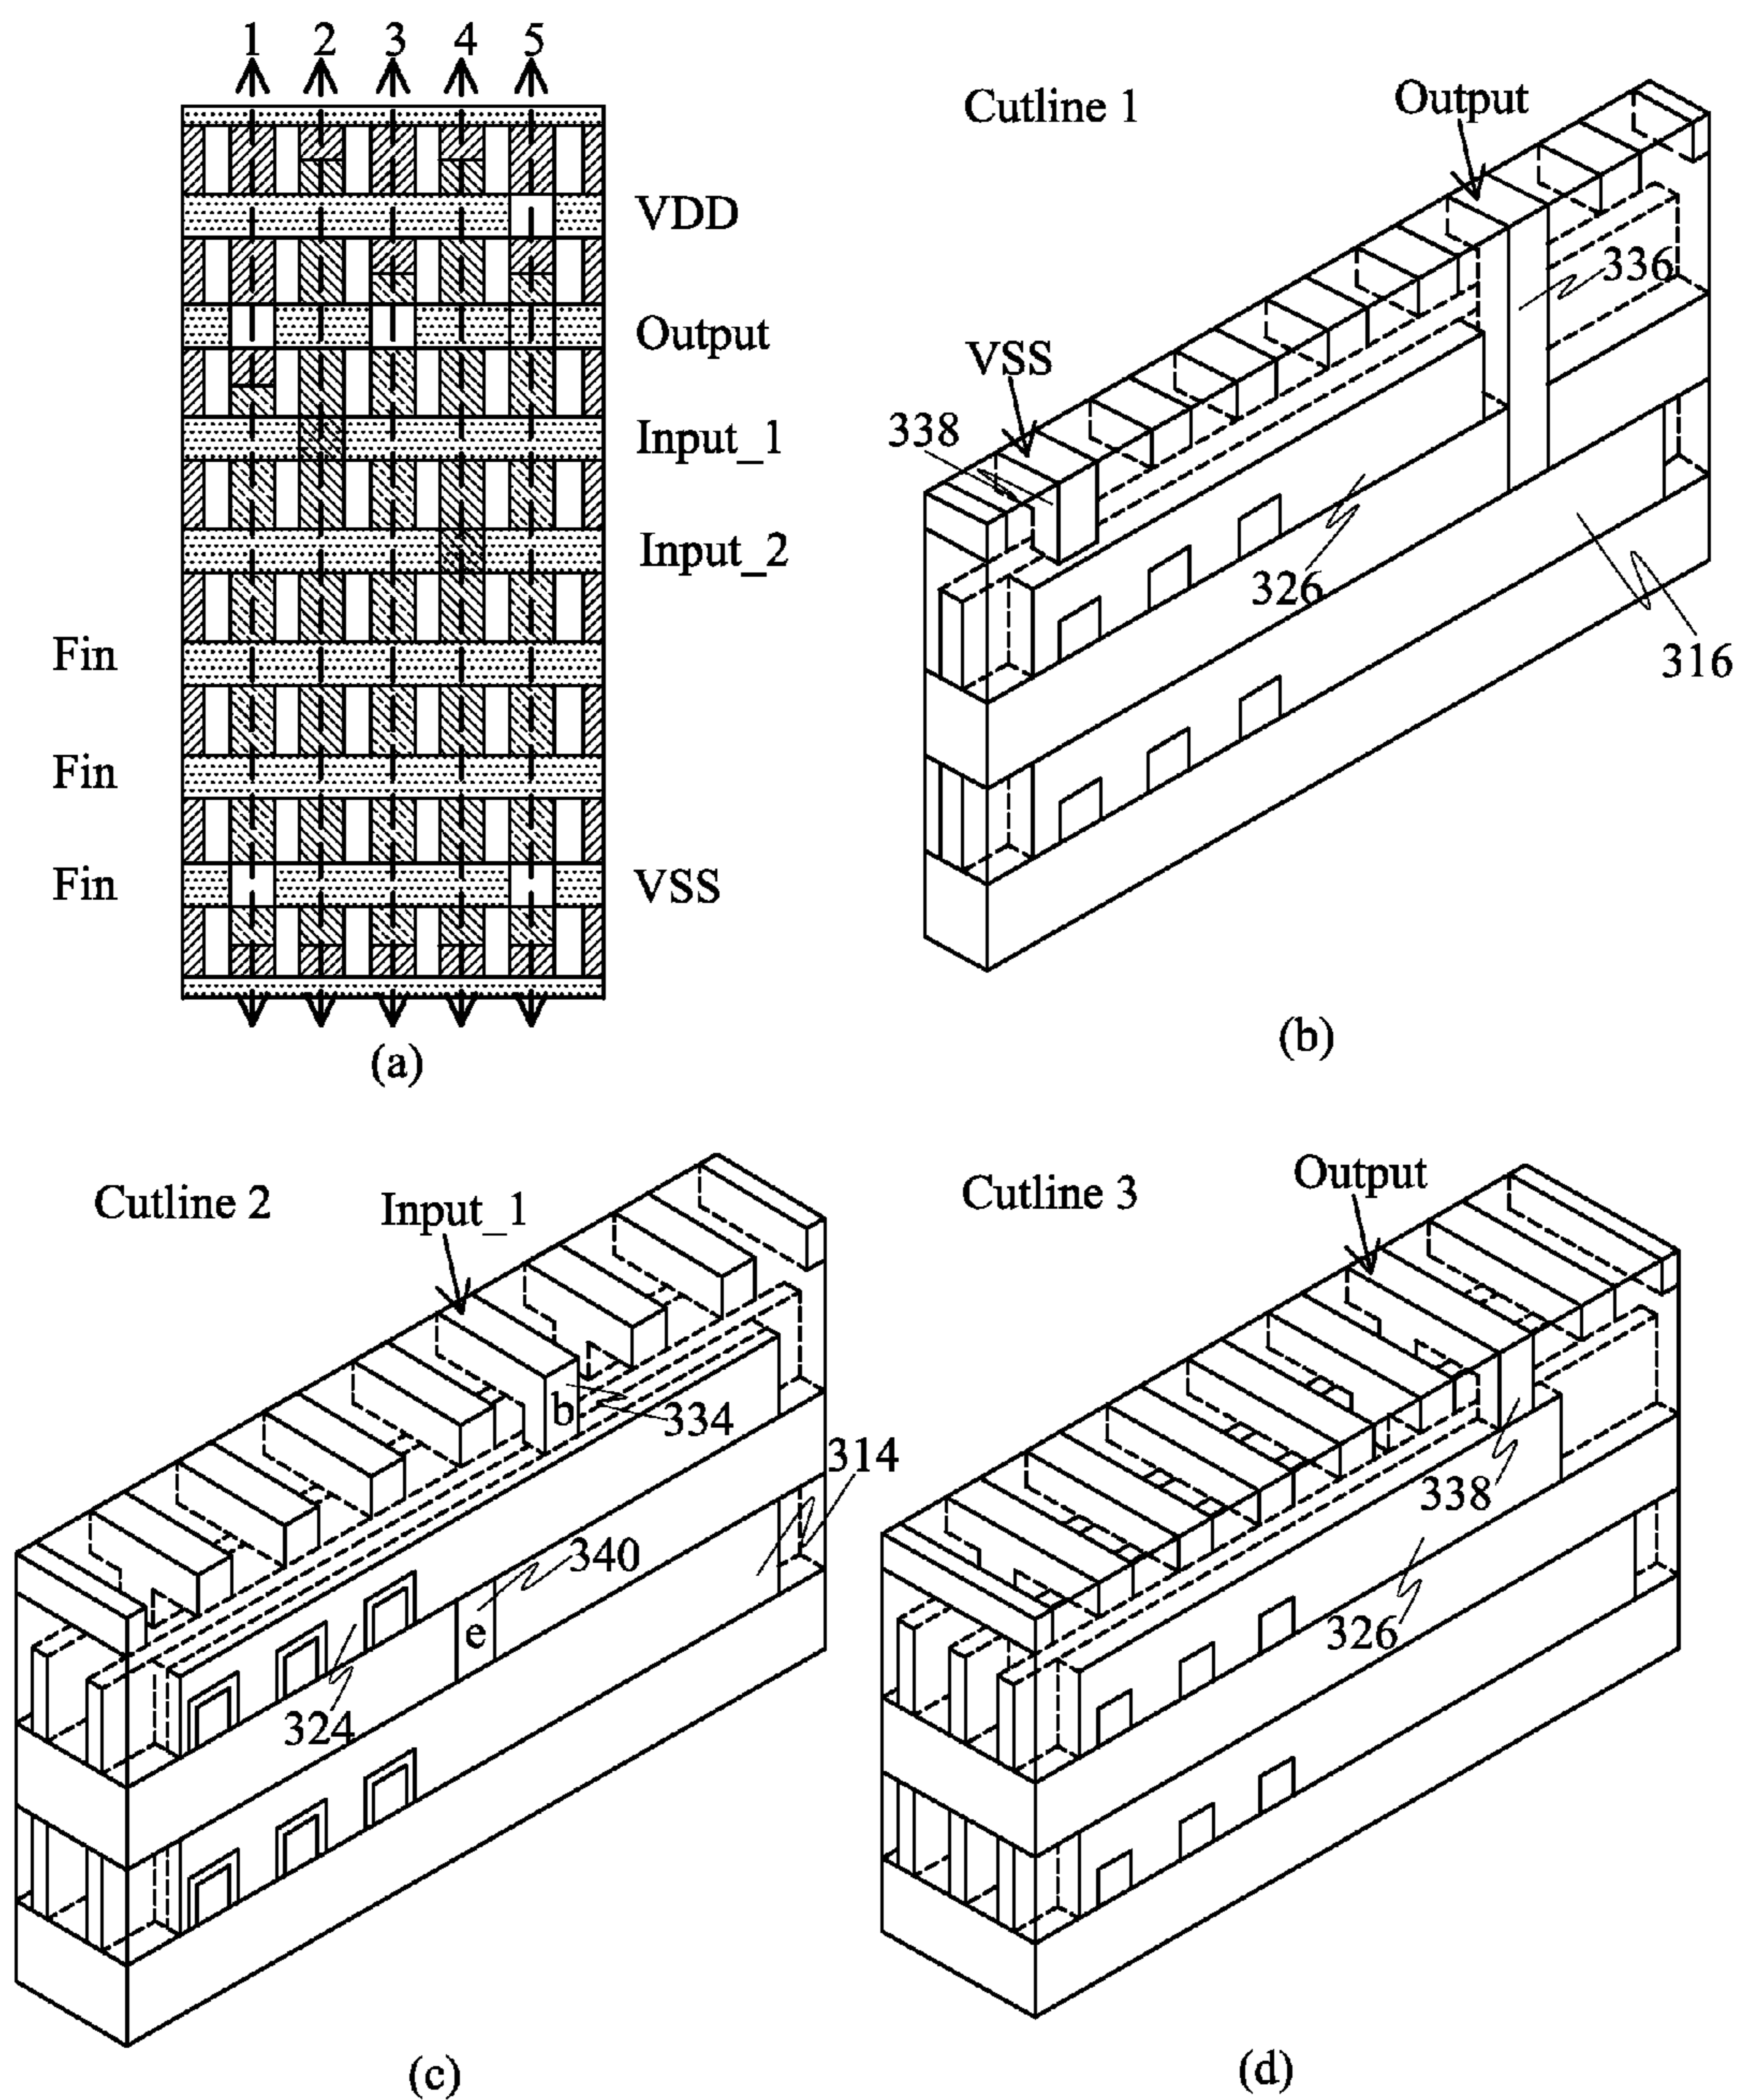 1 2 3 4 5
VDD
Output
Input_1
Input_2
Fin
Fin
Fin
VSS
(a)
Cutline 1
Output
336
VSS
338
326
316
(b)
Cutline 2
Input_1
b
334
314
340
e
324
(c)
Cutline 3
Output
338
326
(d)